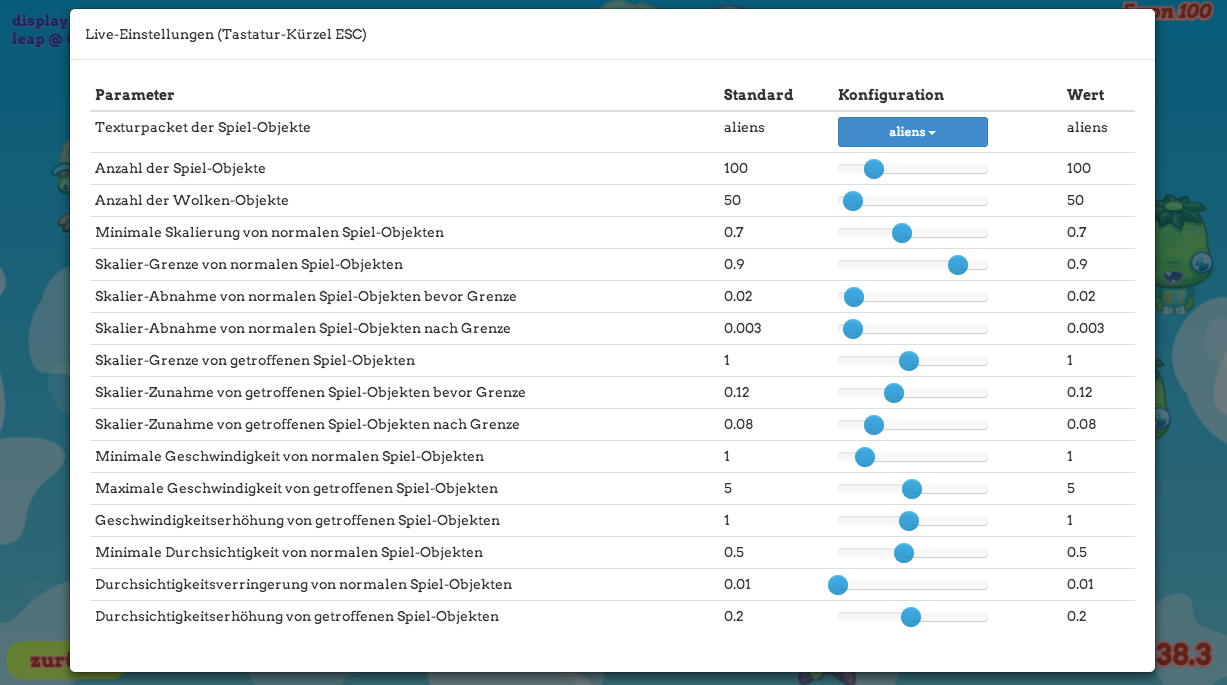 display
leap @
100
Live-Einstellungen (Tastatur-Kürzel ESC)
Parameter Standard Konfiguration Wert
Texturpacket der Spiel-Objekte aliens aliens aliens
Anzahl der Spiel-Objekte 100 100
Anzahl der Wolken-Objekte 50 50
Minimale Skalierung von normalen Spiel-Objekten 0.7 0.7
Skalier-Grenze von normalen Spiel-Objekten 0.9 0.9
Skalier-Abnahme von normalen Spiel-Objekten bevor Grenze 0.02 0.02
Skalier-Abnahme von normalen Spiel-Objekten nach Grenze 0.003 0.003
Skalier-Grenze von getroffenen Spiel-Objekten 1 1
Skalier-Zunahme von getroffenen Spiel-Objekten bevor Grenze 0.12 0.12
Skalier-Zunahme von getroffenen Spiel-Objekten nach Grenze 0.08 0.08
Minimale Geschwindigkeit von normalen Spiel-Objekten 1 1
Maximale Geschwindigkeit von getroffenen Spiel-Objekten 5 5
Geschwindigkeitserhöhung von getroffenen Spiel-Objekten 1 1
Minimale Durchsichtigkeit von normalen Spiel-Objekten 0.5 0.5
Durchsichtigkeitsverringerung von normalen Spiel-Objekten 0.01 0.01
Durchsichtigkeitserhöhung von getroffenen Spiel-Objekten 0.2 0.2
38.3